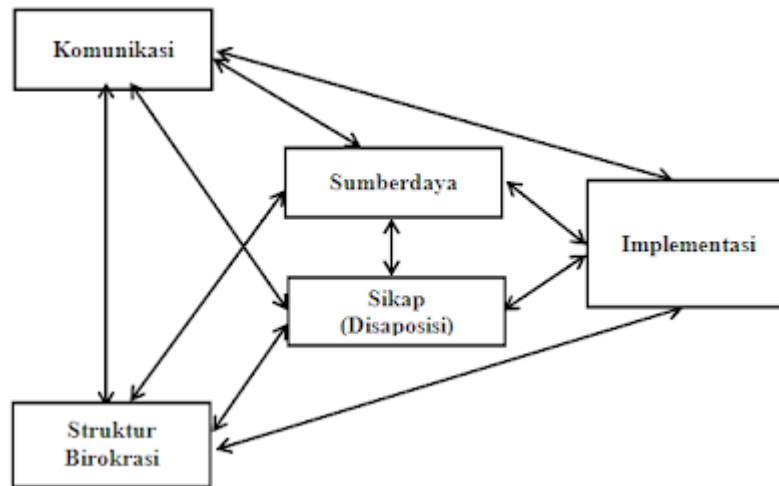 Komunikasi
Sumberdaya
Implementasi
Sikap
(Disaposisi)
Struktur
Birokrasi